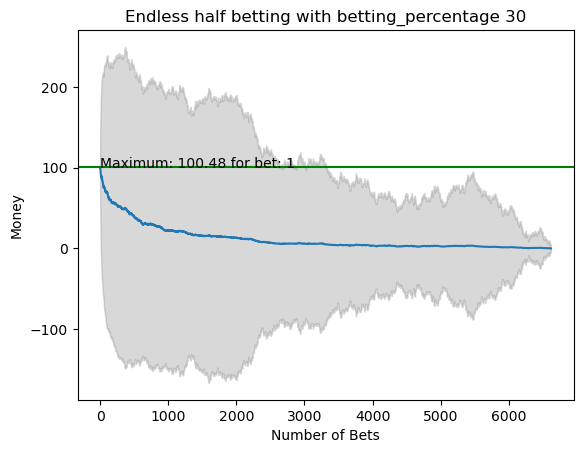 Endless half betting with betting_percentage 30
200
Maximum: 100.48 for bet: 1
100
0
−100
Money
0 1000 2000 3000 4000 5000 6000
Number of Bets